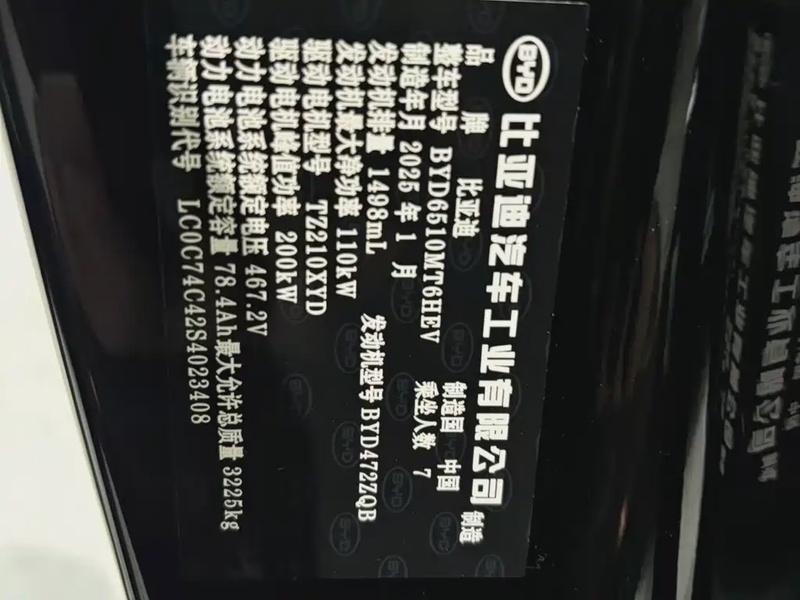 BYD 比亚迪汽车工业有限公司 制造
品牌 比亚迪 制造国 中国
整车型号 BYD6510MT6HEV 乘坐人数 7
制造年月 2025 年 1 月
发动机排量 1498mL 发动机型号 BYD472ZQB
发动机最大净功率 110kW
驱动电机型号 TZ210XYD
驱动电机峰值功率 200kW
动力电池系统额定电压 467.2V
动力电池系统额定容量 78.4Ah 最大允许总质量 3225kg
车辆识别代号 LC0C74C42S4023408